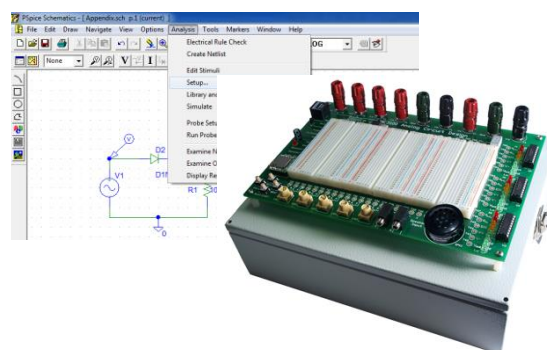 PSpice Schematics - [ Appendix.sch p.1 (current) ]
File Edit Draw Navigate View Options Analysis Tools Markers Window Help
Electrical Rule Check
Create Netlist
Edit Stimuli
Setup...
Library an
Simulate
Probe Setu
Run Probe
Examine N
Examine O
Display Re
None
V
I
OG
V
D2
V1
D1
R1
0